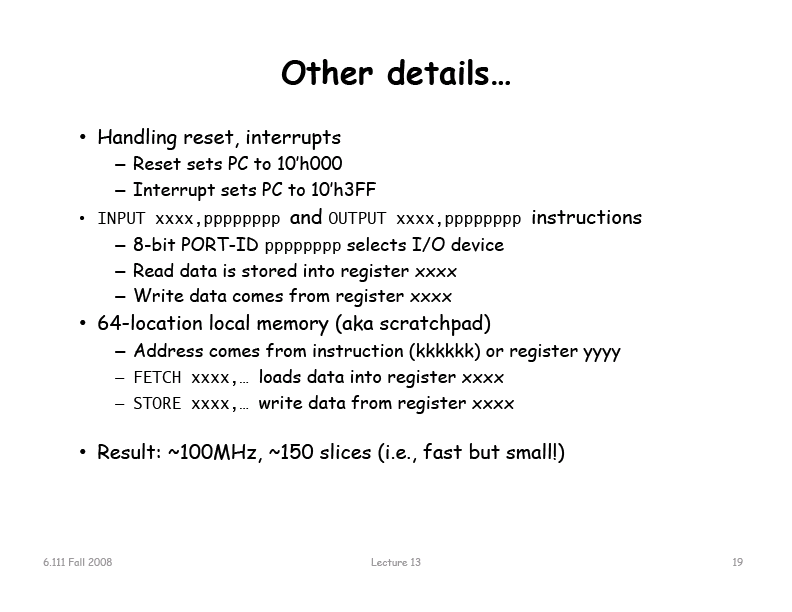 Other details…
• Handling reset, interrupts
– Reset sets PC to 10’h000
– Interrupt sets PC to 10’h3FF
• INPUT xxxx,pppppppp and OUTPUT xxxx,pppppppp instructions
– 8-bit PORT-ID pppppppp selects I/O device
– Read data is stored into register xxxx
– Write data comes from register xxxx
• 64-location local memory (aka scratchpad)
– Address comes from instruction (kkkkkk) or register yyyy
– FETCH xxxx,… loads data into register xxxx
– STORE xxxx,… write data from register xxxx
• Result: ~100MHz, ~150 slices (i.e., fast but small!)
6.111 Fall 2008
Lecture 13
19